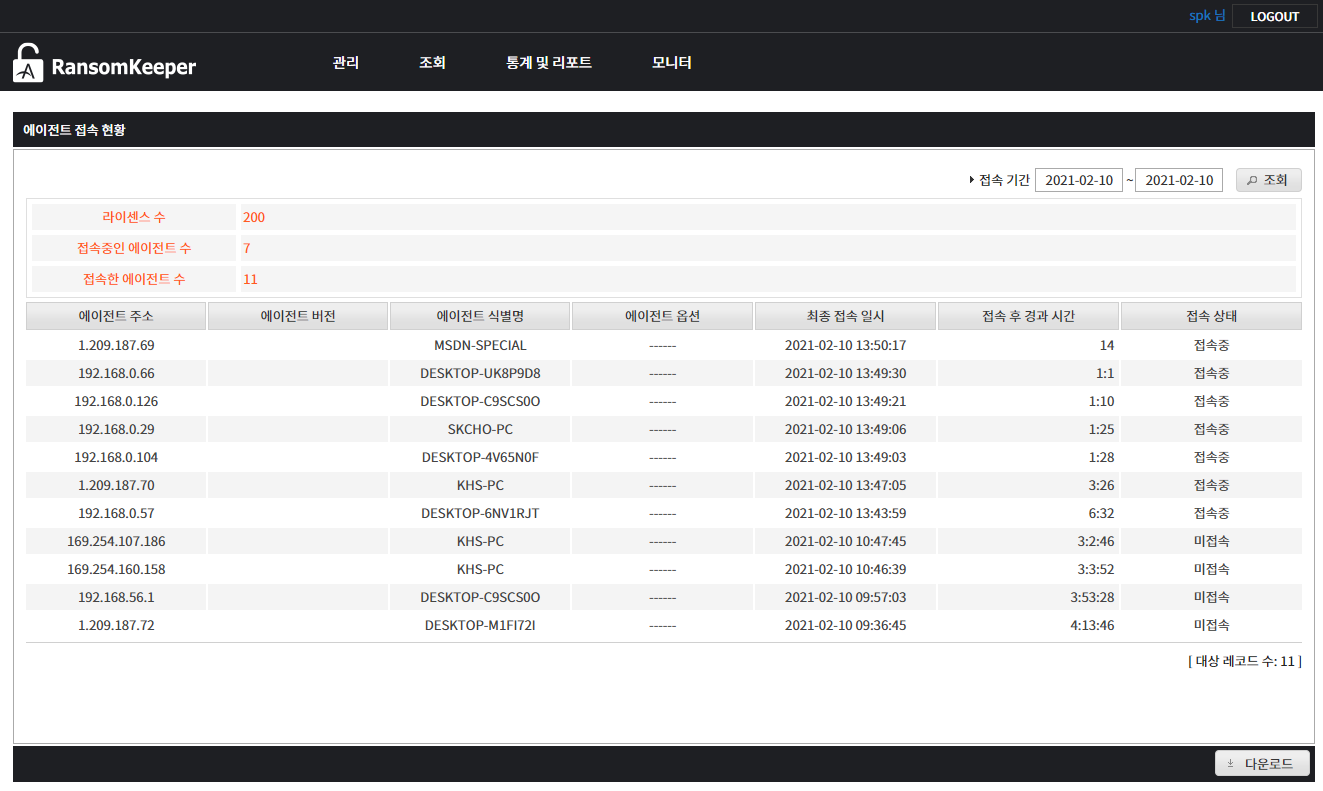 spk 님 LOGOUT
RansomKeeper 관리 조회 통계 및 리포트 모니터
에이전트 접속 현황
접속 기간 2021-02-10 ~ 2021-02-10 조회
라이센스 수 200
접속중인 에이전트 수 7
접속한 에이전트 수 11
에이전트 주소 에이전트 버전 에이전트 식별명 에이전트 옵션 최종 접속 일시 접속 후 경과 시간 접속 상태
1.209.187.69 MSDN-SPECIAL ------ 2021-02-10 13:50:17 14 접속중
192.168.0.66 DESKTOP-UK8P9D8 ------ 2021-02-10 13:49:30 1:1 접속중
192.168.0.126 DESKTOP-C9SCS0O ------ 2021-02-10 13:49:21 1:10 접속중
192.168.0.29 SKCHO-PC ------ 2021-02-10 13:49:06 1:25 접속중
192.168.0.104 DESKTOP-4V65N0F ------ 2021-02-10 13:49:03 1:28 접속중
1.209.187.70 KHS-PC ------ 2021-02-10 13:47:05 3:26 접속중
192.168.0.57 DESKTOP-6NV1RJT ------ 2021-02-10 13:43:59 6:32 접속중
169.254.107.186 KHS-PC ------ 2021-02-10 10:47:45 3:2:46 미접속
169.254.160.158 KHS-PC ------ 2021-02-10 10:46:39 3:3:52 미접속
192.168.56.1 DESKTOP-C9SCS0O ------ 2021-02-10 09:57:03 3:53:28 미접속
1.209.187.72 DESKTOP-M1FI72I ------ 2021-02-10 09:36:45 4:13:46 미접속
[ 대상 레코드 수: 11 ]
다운로드